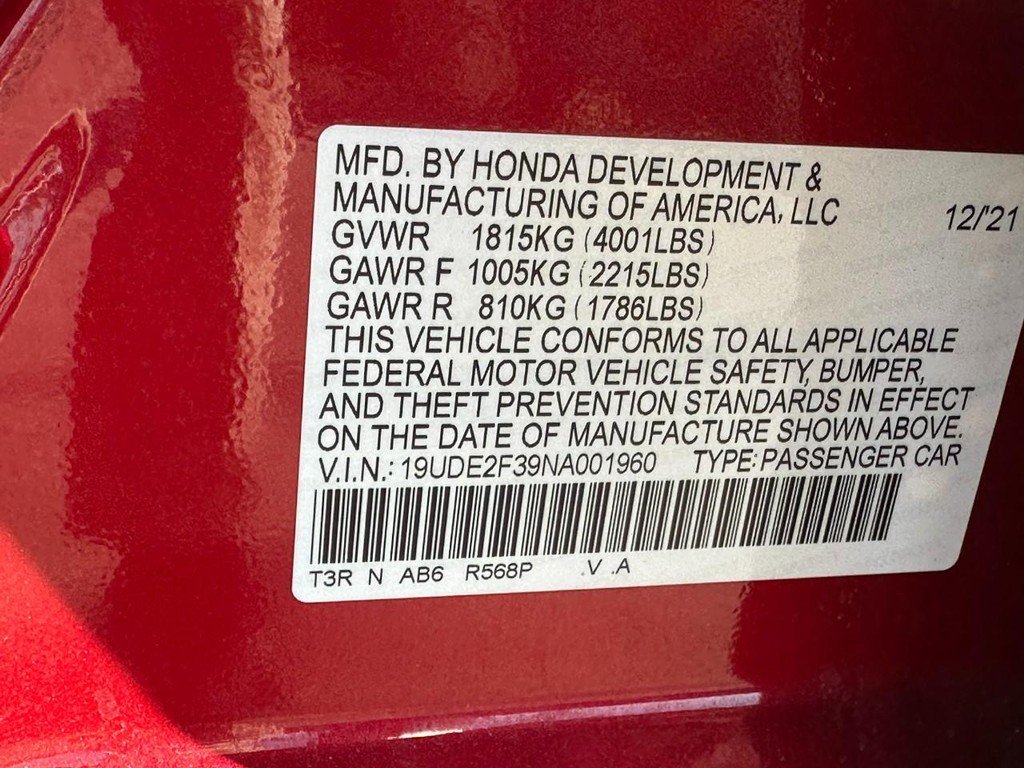 MFD. BY HONDA DEVELOPMENT &
MANUFACTURING OF AMERICA, LLC 12/'21
GVWR 1815KG (4001LBS)
GAWR F 1005KG (2215LBS)
GAWR R 810KG (1786LBS)
THIS VEHICLE CONFORMS TO ALL APPLICABLE
FEDERAL MOTOR VEHICLE SAFETY, BUMPER,
AND THEFT PREVENTION STANDARDS IN EFFECT
ON THE DATE OF MANUFACTURE SHOWN ABOVE.
V.I.N.: 19UDE2F39NA001960 TYPE: PASSENGER CAR
T3R N AB6 R568P .V .A